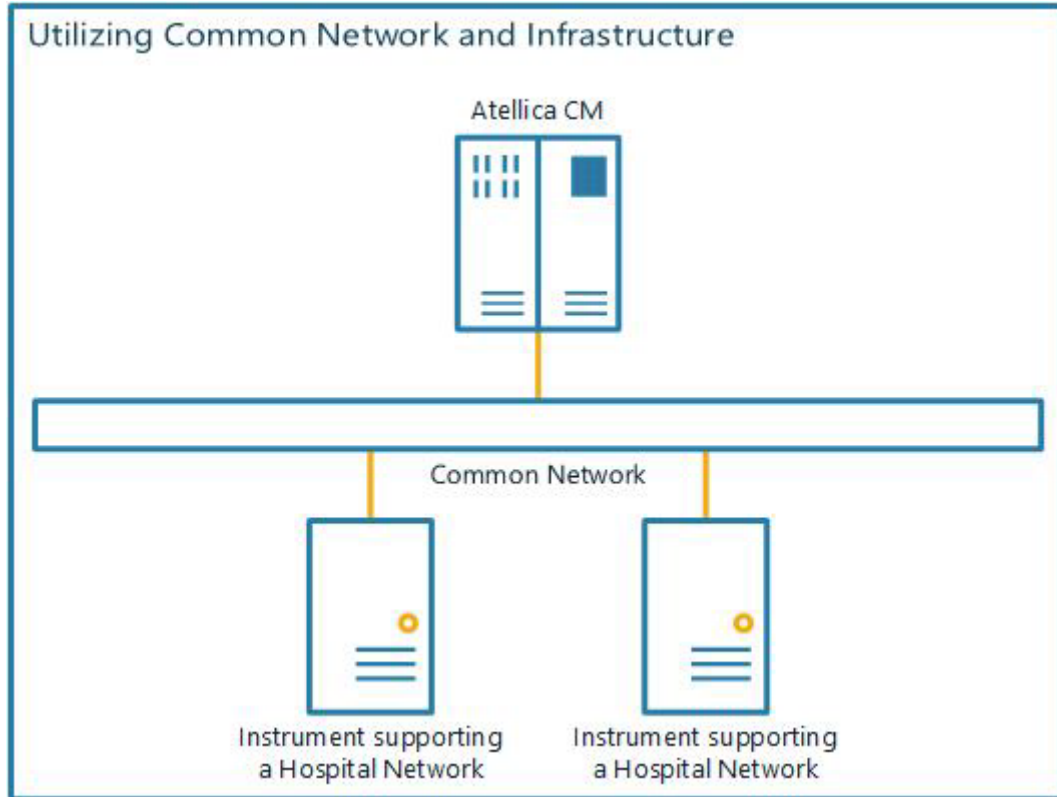 Utilizing Common Network and Infrastructure
Atellica CM
Common Network
Instrument supporting
a Hospital Network
Instrument supporting
a Hospital Network